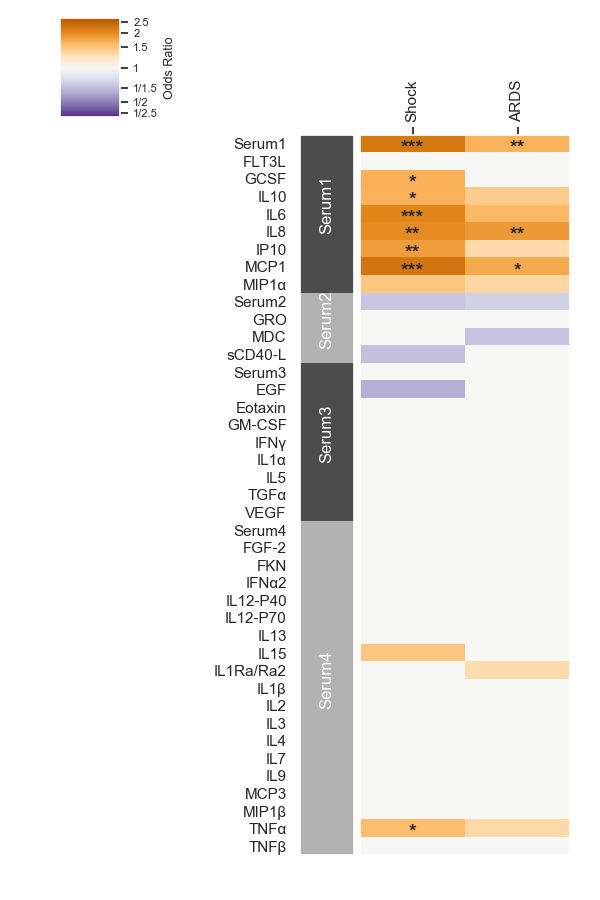 2.5
2
1.5
1
1/1.5
1/2
1/2.5
Odds Ratio
Shock
ARDS
Serum1 *** **
FLT3L
GCSF *
IL10 *
IL6 ***
IL8 ** **
IP10 **
MCP1 *** *
MIP1α
Serum1
Serum2
GRO
MDC
sCD40-L
Serum2
Serum3
EGF
Eotaxin
GM-CSF
IFNγ
IL1α
IL5
TGFα
VEGF
Serum3
Serum4
FGF-2
FKN
IFNα2
IL12-P40
IL12-P70
IL13
IL15
IL1Ra/Ra2
IL1β
IL2
IL3
IL4
IL7
IL9
MCP3
MIP1β
TNFα *
TNFβ
Serum4